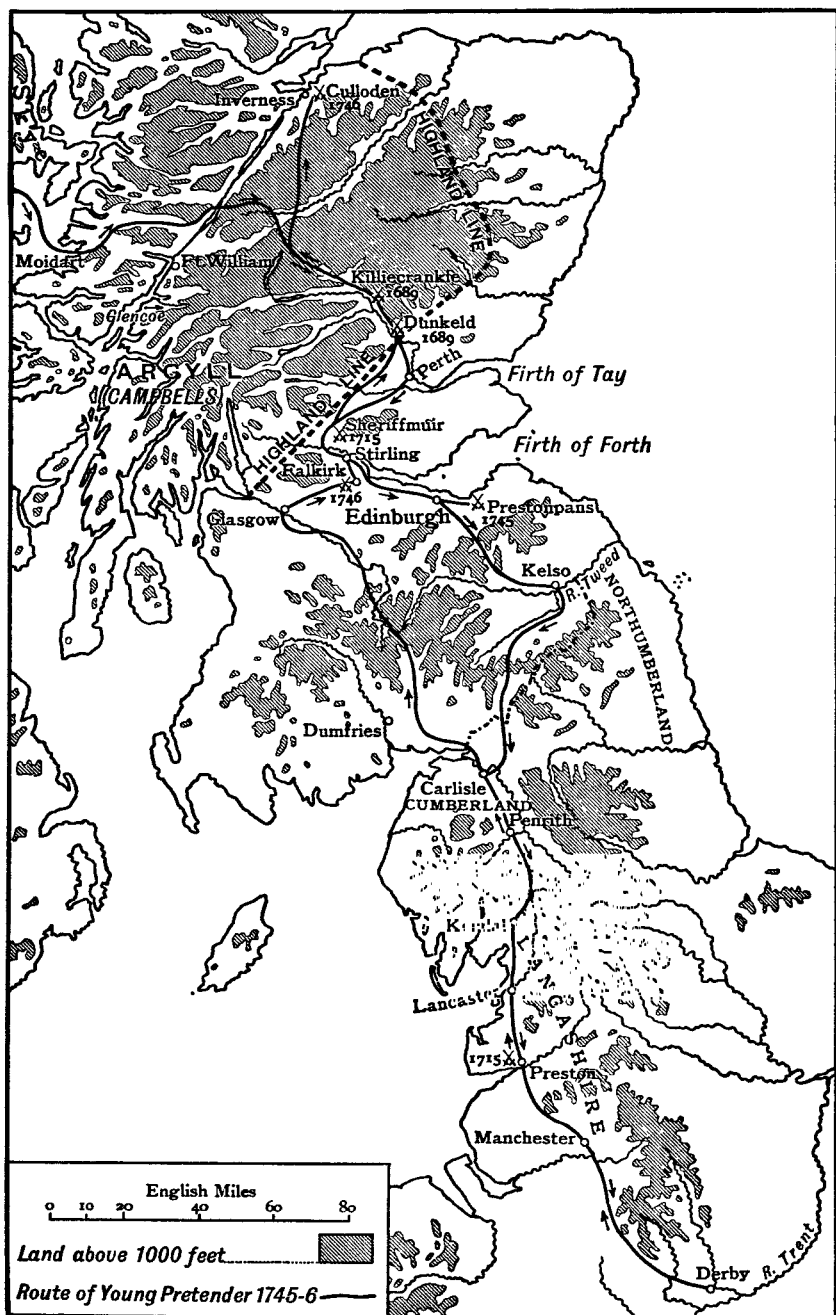 SKYE
Inverness
Culloden
1746
HIGHLAND LINE
Moidart
Ft. William
Killiecrankie
1689
Glencoe
Dunkeld
1689
ARGYLL
(CAMPBELLS)
HIGHLAND LINE
Perth
Firth of Tay
Sheriffmuir
1715
Stirling
Firth of Forth
Falkirk
1746
Glasgow
Edinburgh
Prestonpans
1745
Kelso
R. Tweed
NORTHUMBERLAND
Dumfries
Carlisle
CUMBERLAND
Penrith
Kendal
LANCASHIRE
Lancaster
1715
Preston
Manchester
Derby
R. Trent
English Miles
0 10 20 40 60 80
Land above 1000 feet
Route of Young Pretender 1745-6